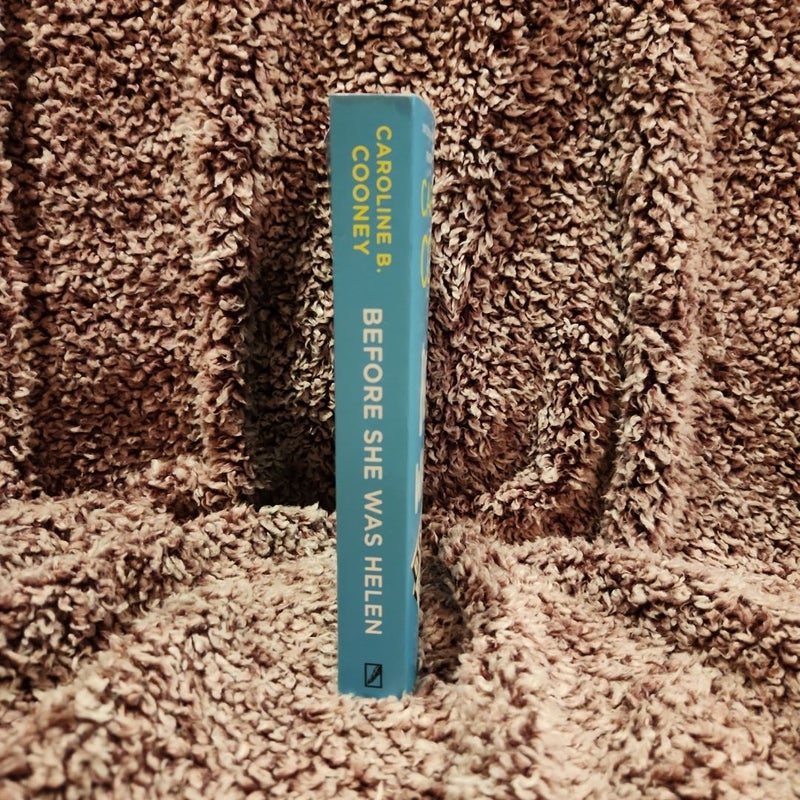 CAROLINE B.
COONEY
BEFORE SHE WAS HELEN